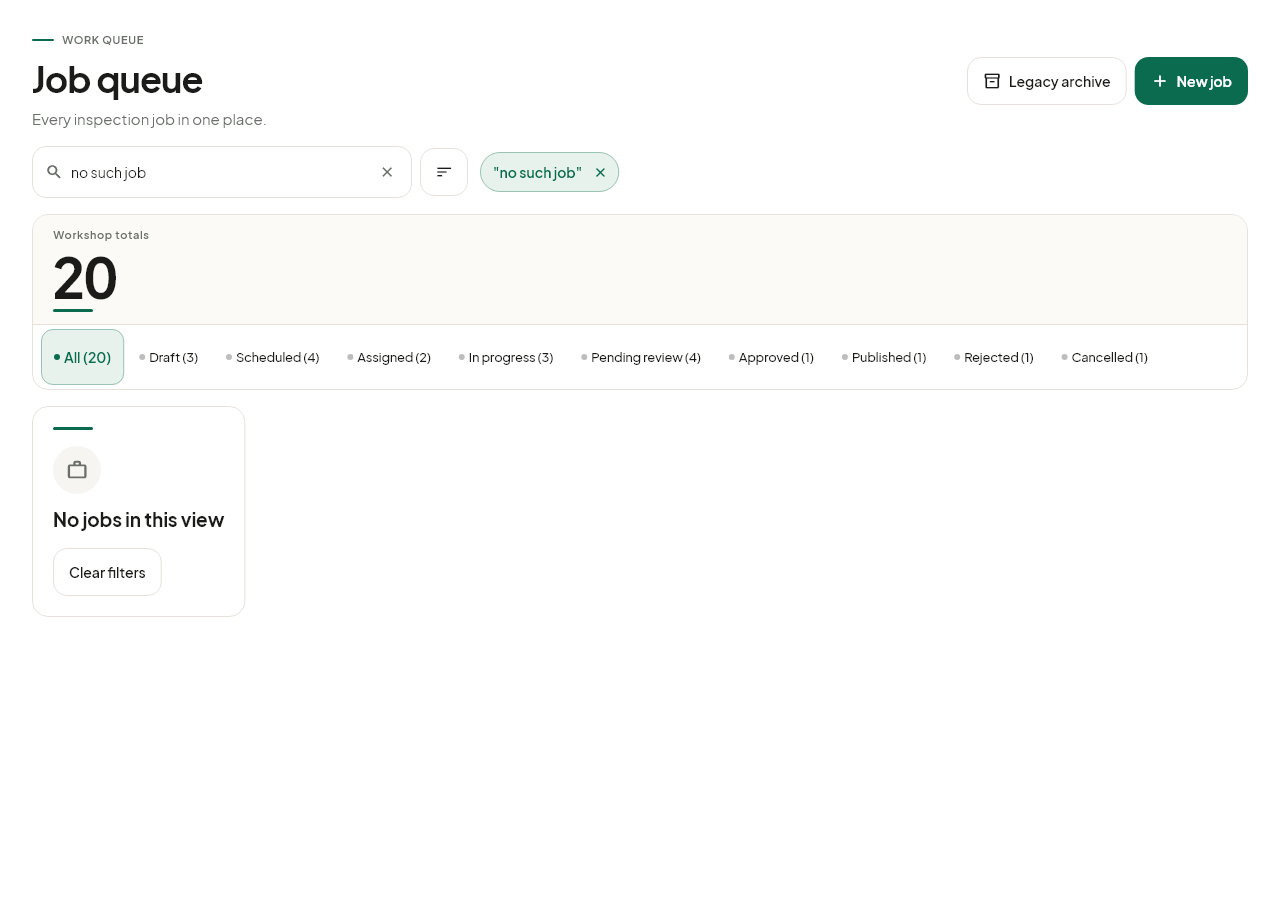 WORK QUEUE
Job queue
Every inspection job in one place.
Legacy archive
New job
no such job
"no such job"
Workshop totals
20
All (20)
Draft (3)
Scheduled (4)
Assigned (2)
In progress (3)
Pending review (4)
Approved (1)
Published (1)
Rejected (1)
Cancelled (1)
No jobs in this view
Clear filters